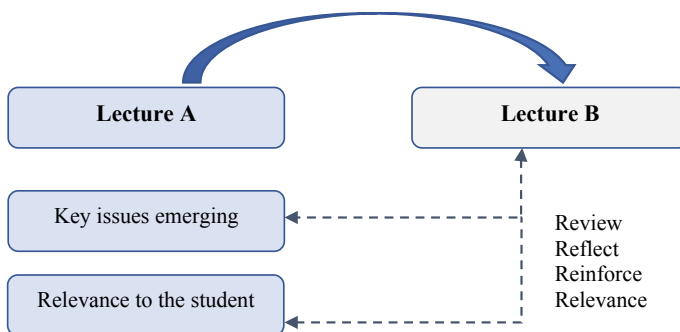 Lecture A
Lecture B
Key issues emerging
Relevance to the student
Review
Reflect
Reinforce
Relevance